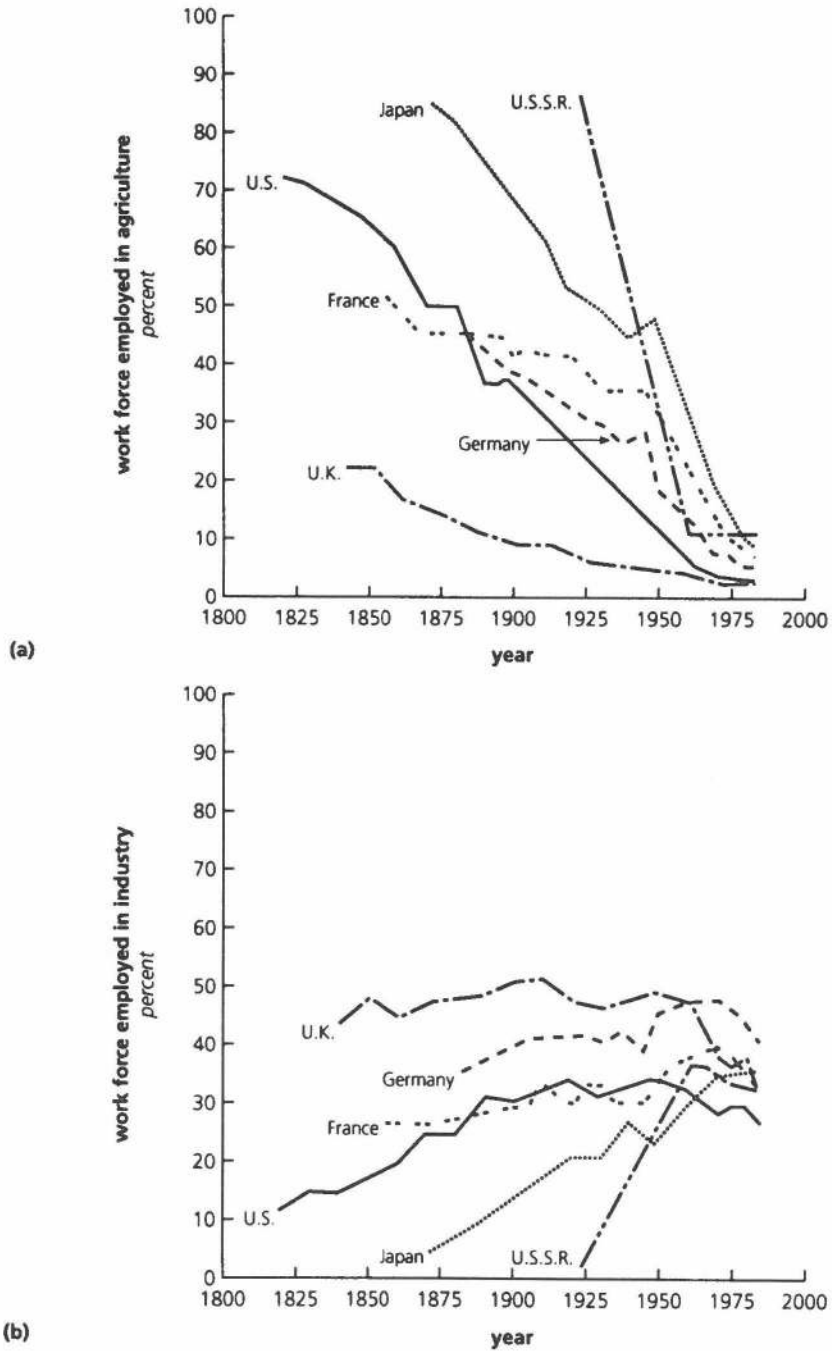 100
90
80
70
60
50
40
30
20
10
0
work force employed in agriculture
percent
U.S.
Japan
U.S.S.R.
France
Germany
U.K.
1800 1825 1850 1875 1900 1925 1950 1975 2000
year
(a)
100
90
80
70
60
50
40
30
20
10
0
work force employed in industry
percent
U.K.
Germany
France
U.S.
Japan
U.S.S.R.
1800 1825 1850 1875 1900 1925 1950 1975 2000
year
(b)